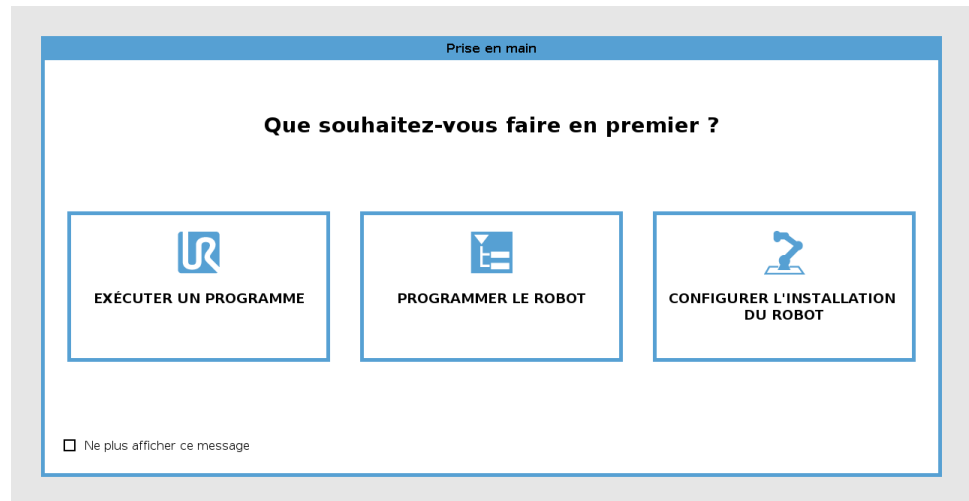 Prise en main
Que souhaitez-vous faire en premier ?
UR
EXÉCUTER UN PROGRAMME
PROGRAMMER LE ROBOT
CONFIGURER L'INSTALLATION
DU ROBOT
Ne plus afficher ce message